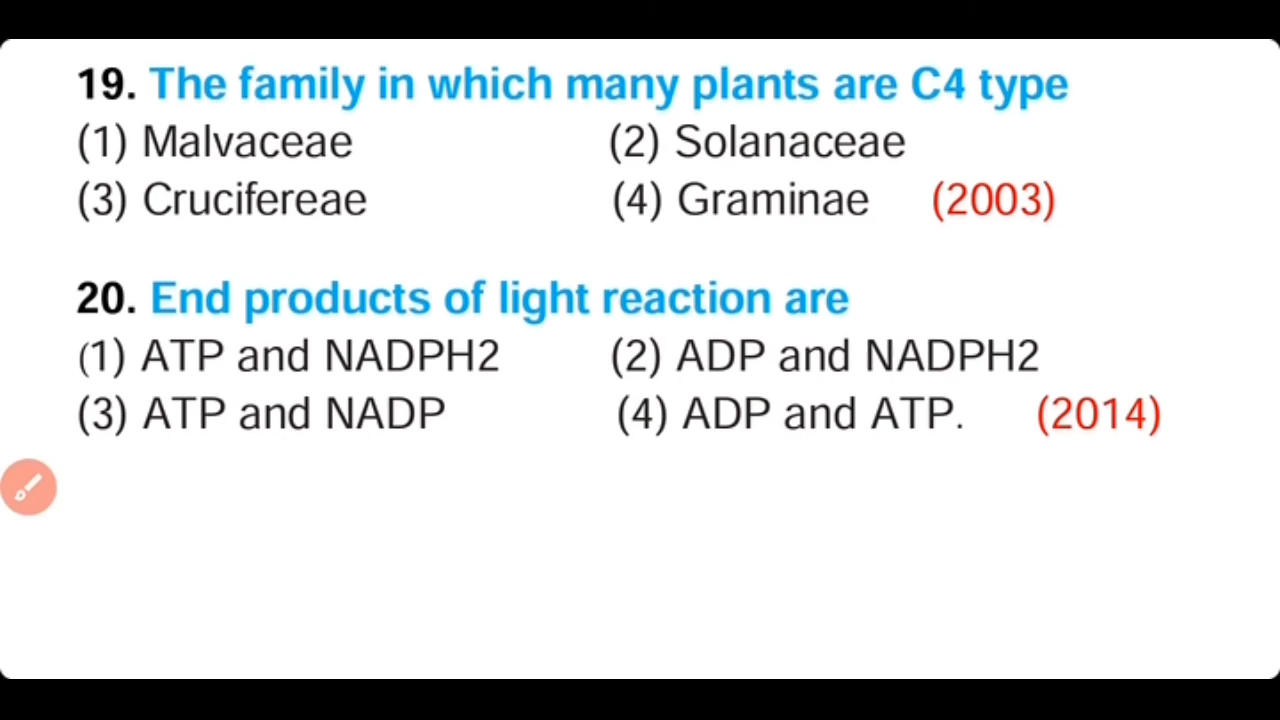 19. The family in which many plants are C4 type
(1) Malvaceae (2) Solanaceae
(3) Crucifereae (4) Graminae (2003)
20. End products of light reaction are
(1) ATP and NADPH2 (2) ADP and NADPH2
(3) ATP and NADP (4) ADP and ATP. (2014)